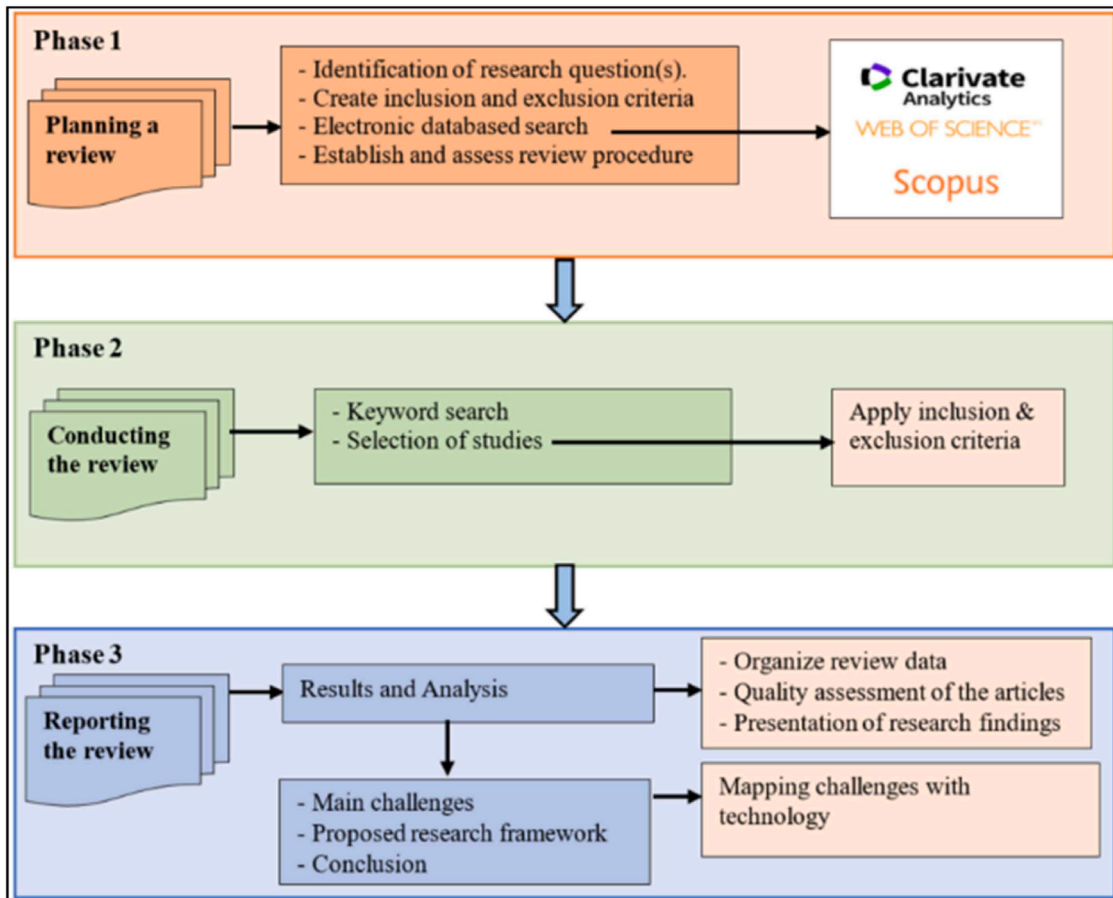 Phase 1
Planning a
review
- Identification of research question(s).
- Create inclusion and exclusion criteria
- Electronic databased search
- Establish and assess review procedure
Clarivate
Analytics
WEB OF SCIENCE™
Scopus
Phase 2
Conducting
the review
- Keyword search
- Selection of studies
Apply inclusion &
exclusion criteria
Phase 3
Reporting
the review
Results and Analysis
- Organize review data
- Quality assessment of the articles
- Presentation of research findings
- Main challenges
- Proposed research framework
- Conclusion
Mapping challenges with
technology